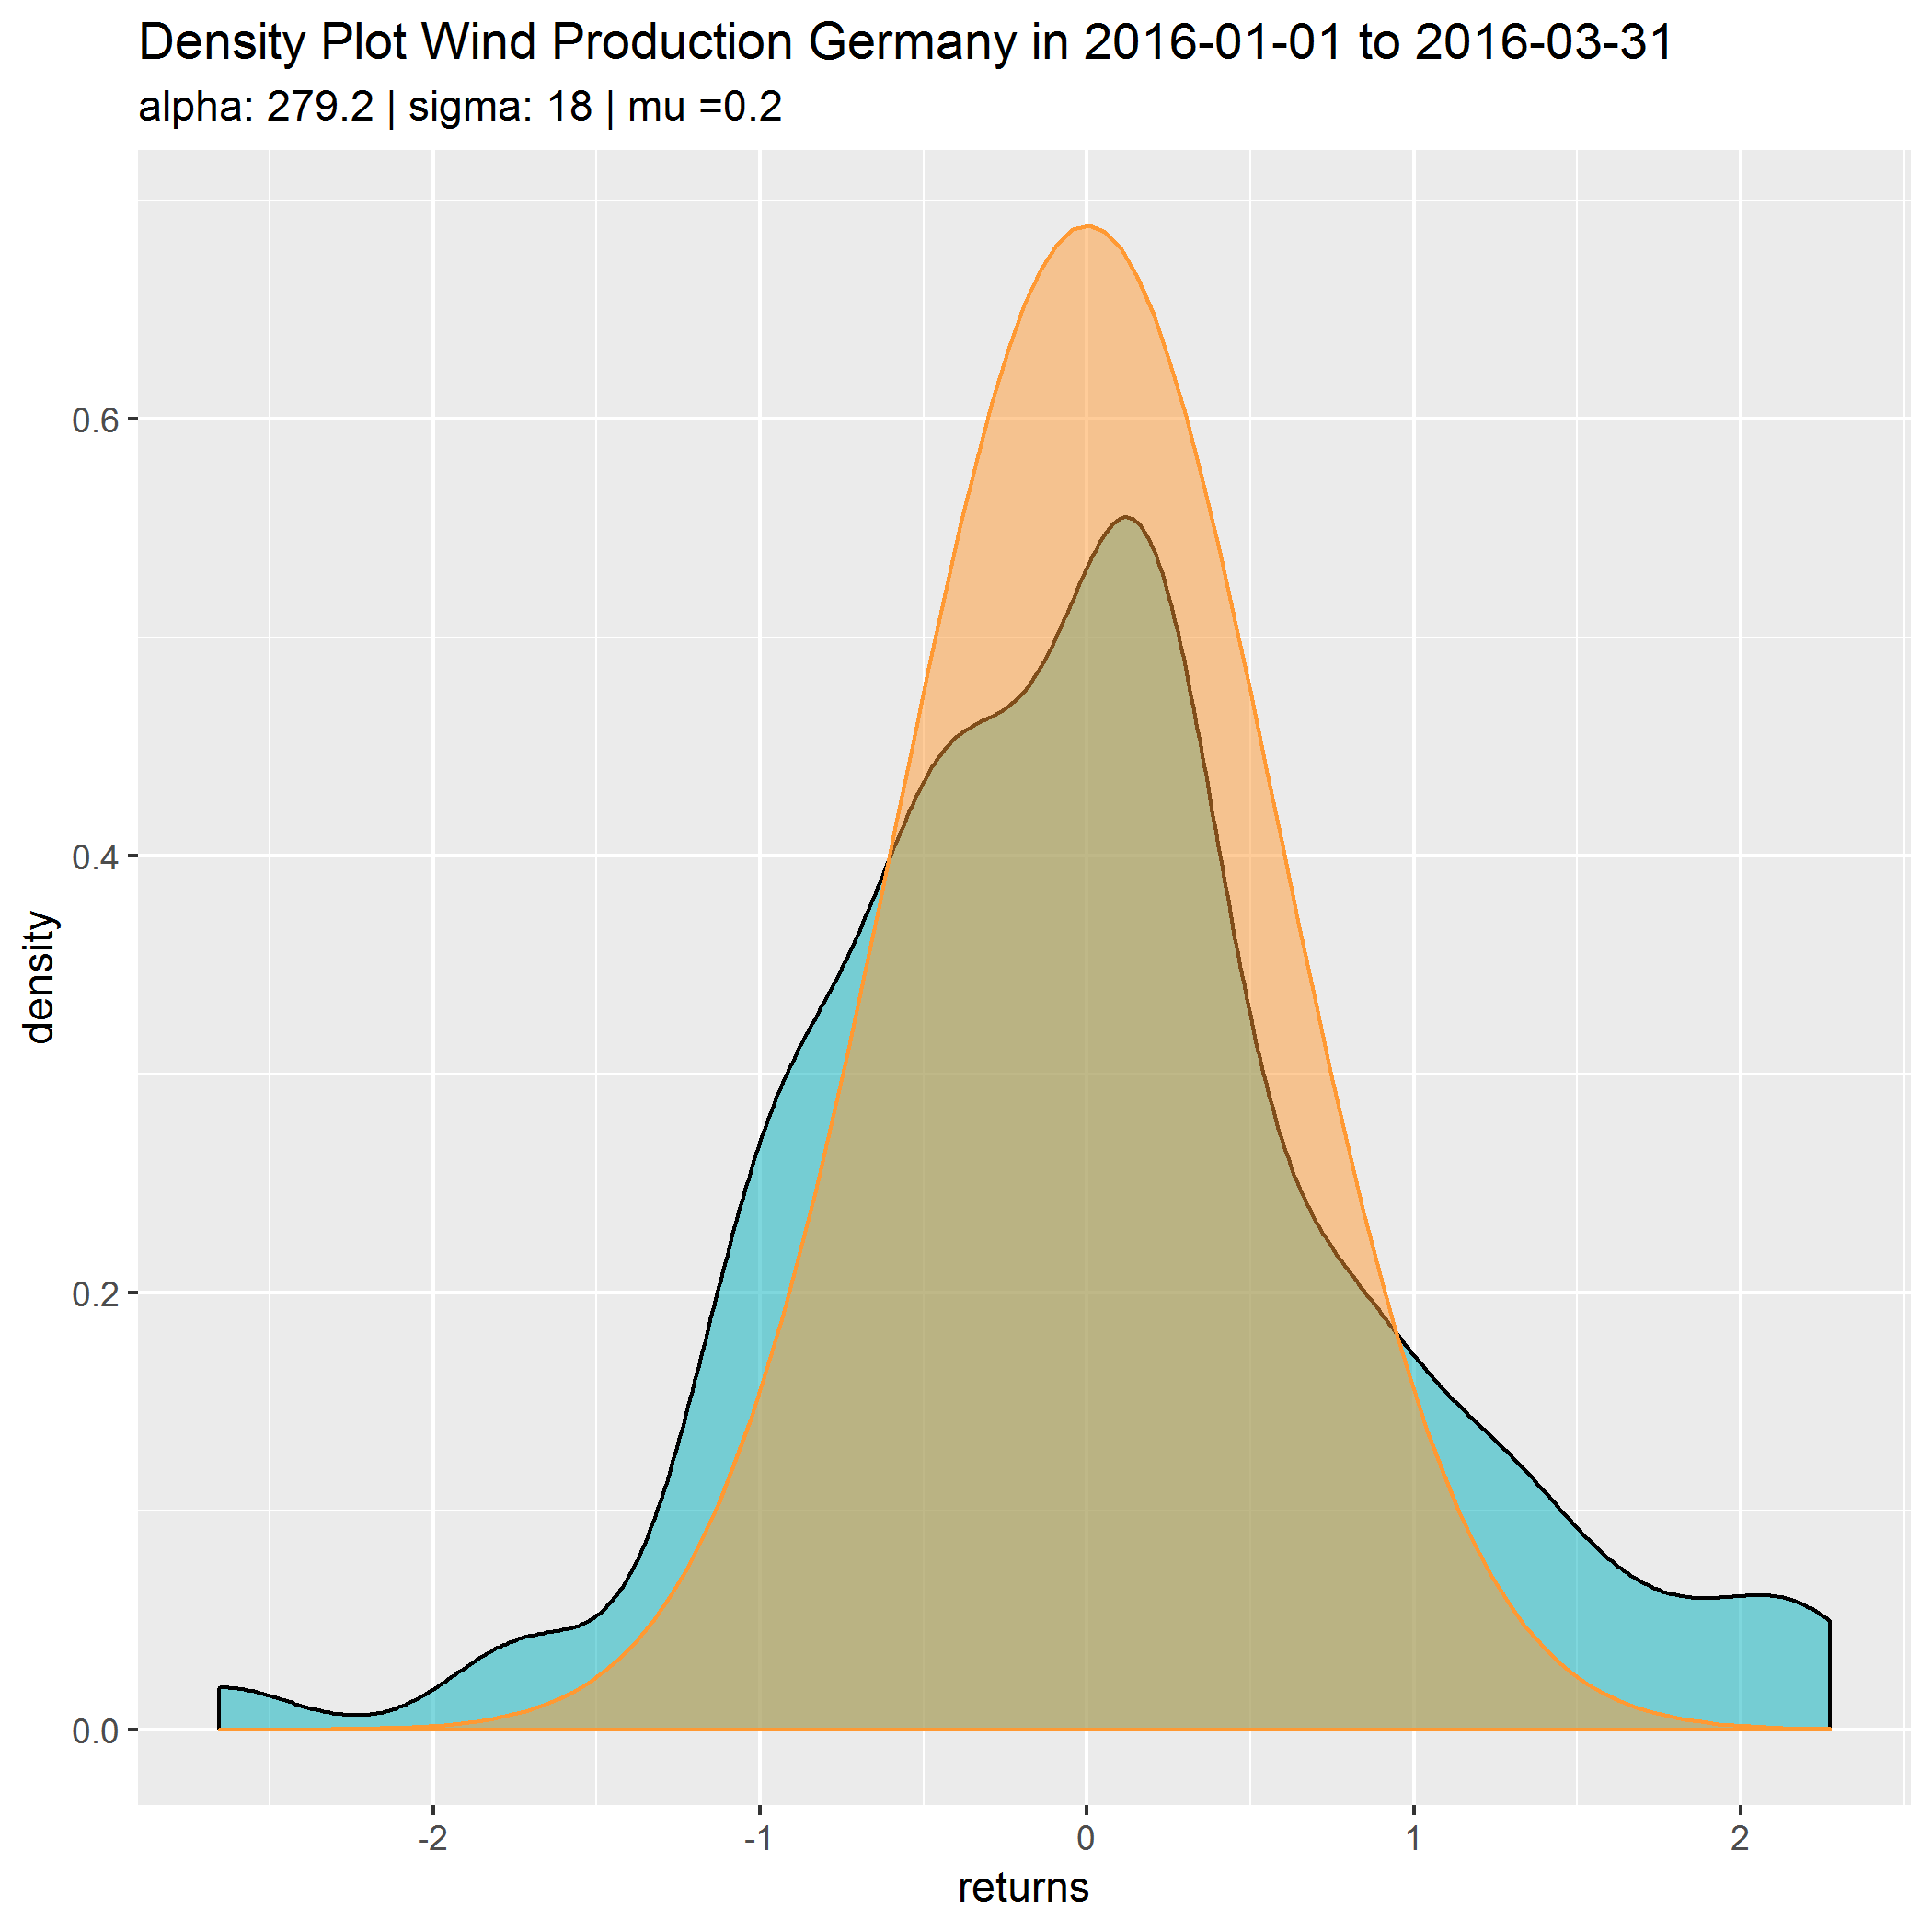 Density Plot Wind Production Germany in 2016-01-01 to 2016-03-31
alpha: 279.2 | sigma: 18 | mu =0.2
0.6
0.4
0.2
0.0
density
-2
-1
0
1
2
returns